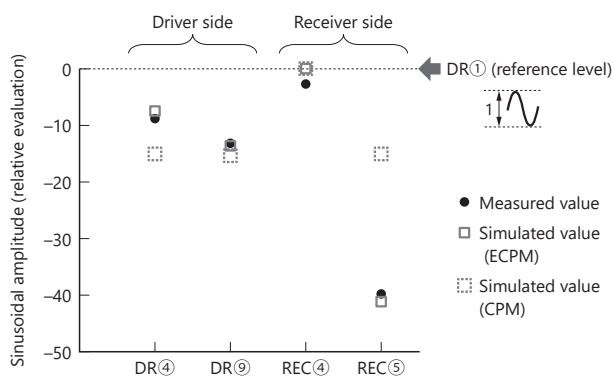 Driver side
Receiver side
Sinusoidal amplitude (relative evaluation)
0
−10
−20
−30
−40
−50
DR④
DR⑨
REC④
REC⑤
DR① (reference level)
1
Measured value
Simulated value
(ECPM)
Simulated value
(CPM)